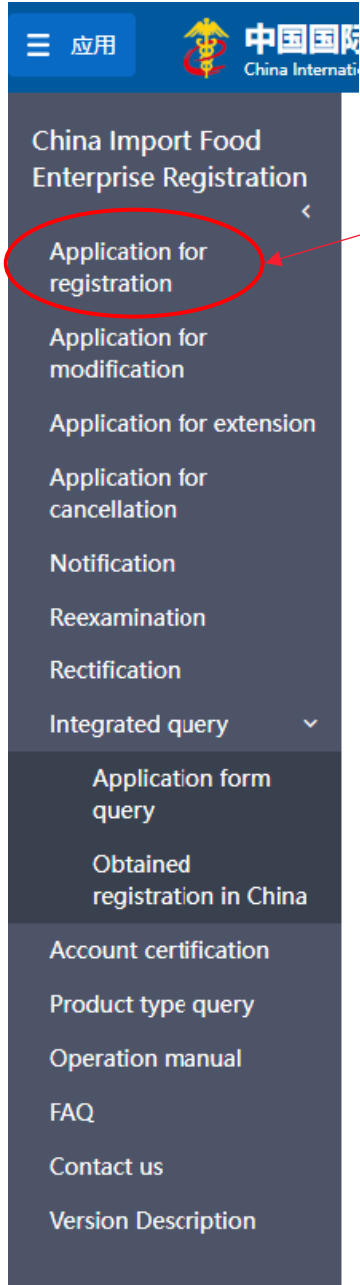 应用
中国国
China Internati
China Import Food
Enterprise Registration
Application for
registration
Application for
modification
Application for extension
Application for
cancellation
Notification
Reexamination
Rectification
Integrated query
Application form
query
Obtained
registration in China
Account certification
Product type query
Operation manual
FAQ
Contact us
Version Description